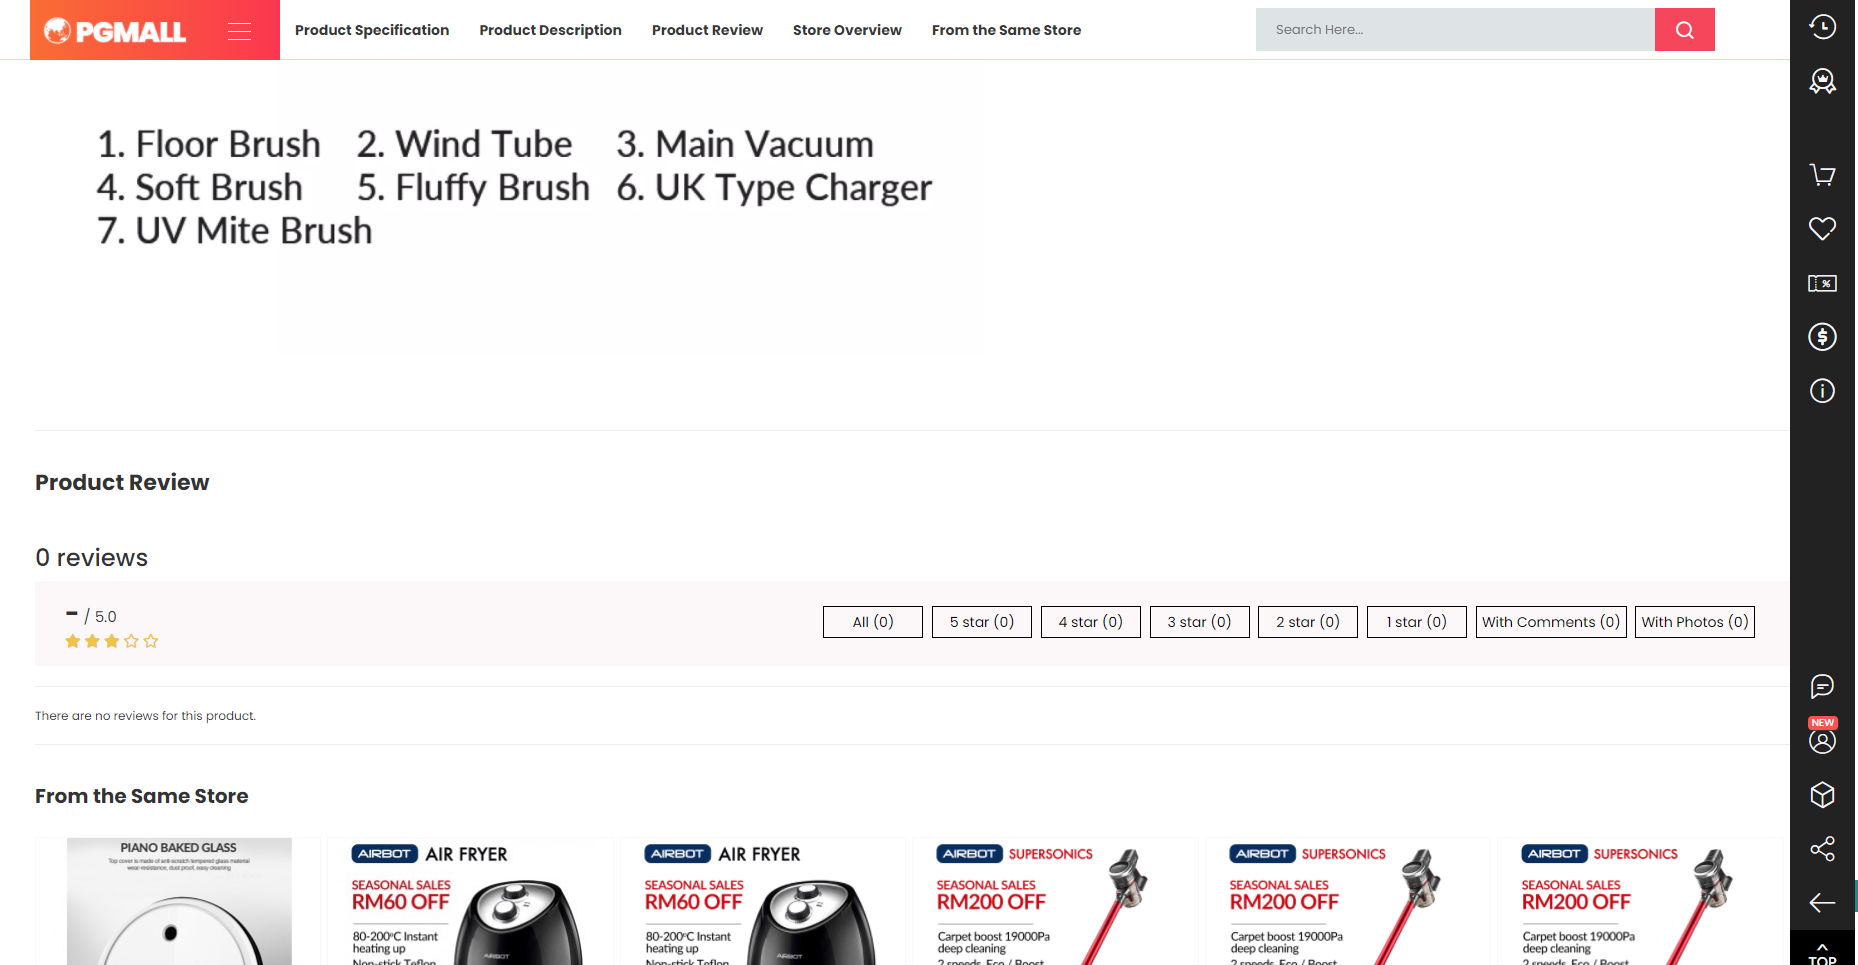 PGMALL
Product Specification Product Description Product Review Store Overview From the Same Store
Search Here...
1. Floor Brush 2. Wind Tube 3. Main Vacuum
4. Soft Brush 5. Fluffy Brush 6. UK Type Charger
7. UV Mite Brush
Product Review
0 reviews
- / 5.0
All (0) 5 star (0) 4 star (0) 3 star (0) 2 star (0) 1 star (0) With Comments (0) With Photos (0)
There are no reviews for this product.
NEW
From the Same Store
PIANO BAKED GLASS
Top cover is made of anti-scratch tempered glass material
wear resistance, dust proof, easy cleaning
AIRBOT AIR FRYER
SEASONAL SALES
RM60 OFF
80-200°C Instant
heating up
Non-stick Teflon
AIRBOT
AIRBOT AIR FRYER
SEASONAL SALES
RM60 OFF
80-200°C Instant
heating up
Non-stick Teflon
AIRBOT
AIRBOT SUPERSONICS
SEASONAL SALES
RM200 OFF
Carpet boost 19000Pa
deep cleaning
2 speeds, Eco / Boost
AIRBOT SUPERSONICS
SEASONAL SALES
RM200 OFF
Carpet boost 19000Pa
deep cleaning
2 speeds, Eco / Boost
AIRBOT SUPERSONICS
SEASONAL SALES
RM200 OFF
Carpet boost 19000Pa
deep cleaning
2 speeds, Eco / Boost
TOP